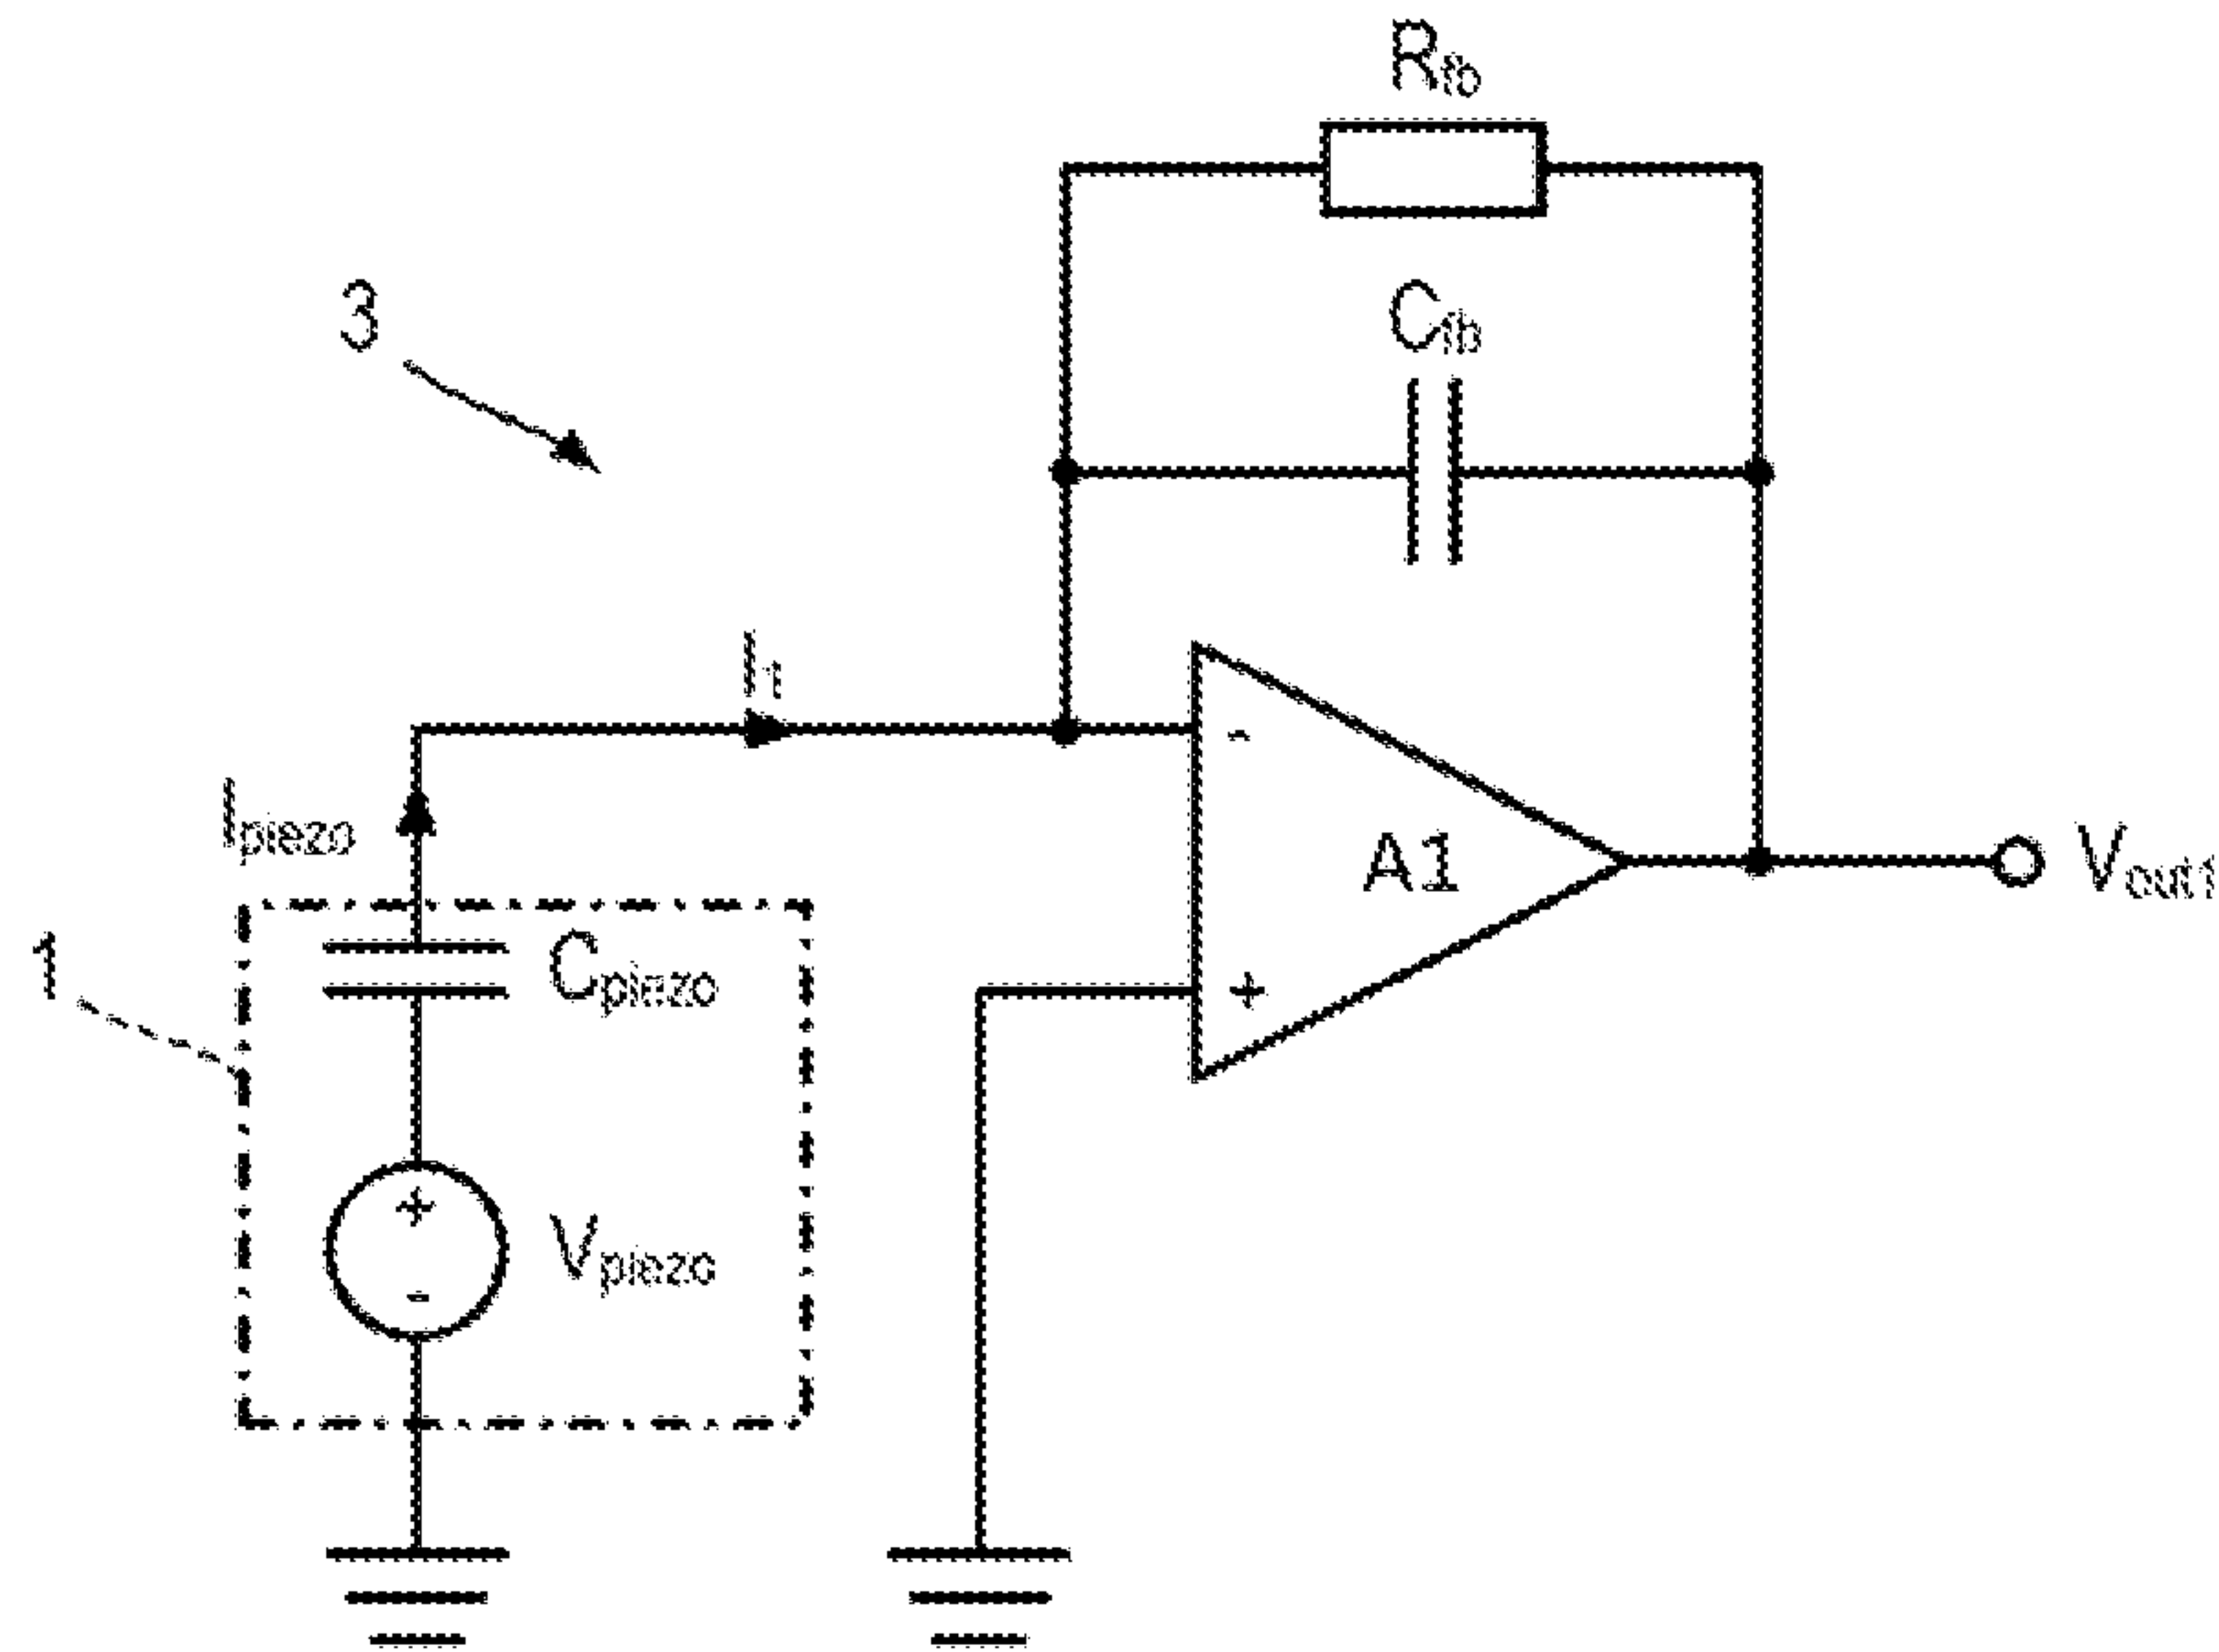 Rfb
3
Cfb
I1
Ipiezo
-
A1
Vout1
1
Cpiezo
+
+
Vpiezo
-